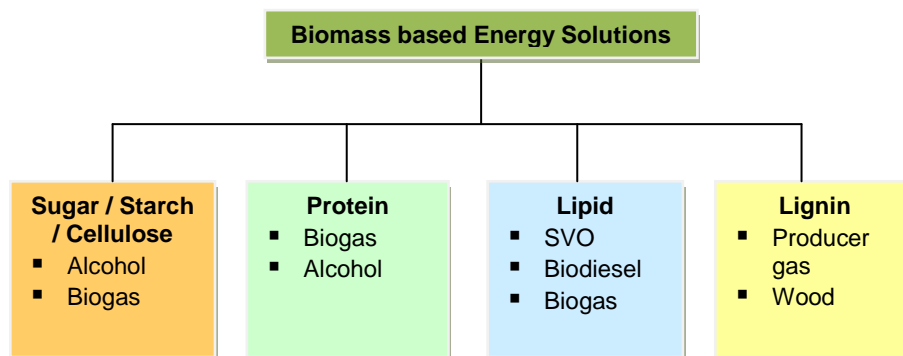 Biomass based Energy Solutions
Sugar / Starch
/ Cellulose
▪ Alcohol
▪ Biogas
Protein
▪ Biogas
▪ Alcohol
Lipid
▪ SVO
▪ Biodiesel
▪ Biogas
Lignin
▪ Producer
gas
▪ Wood